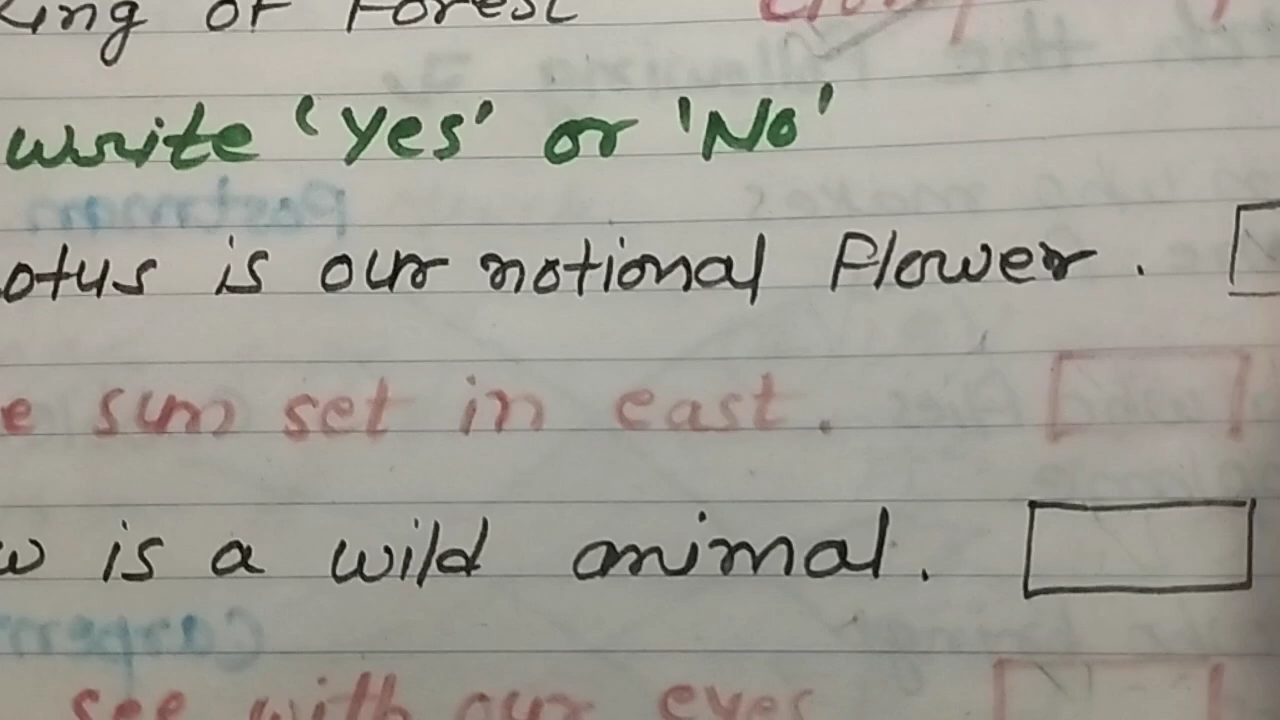 King of Forest
write 'Yes' or 'No'
otus is our notional Flower.
e sun set in east.
w is a wild animal.
see with our eyes